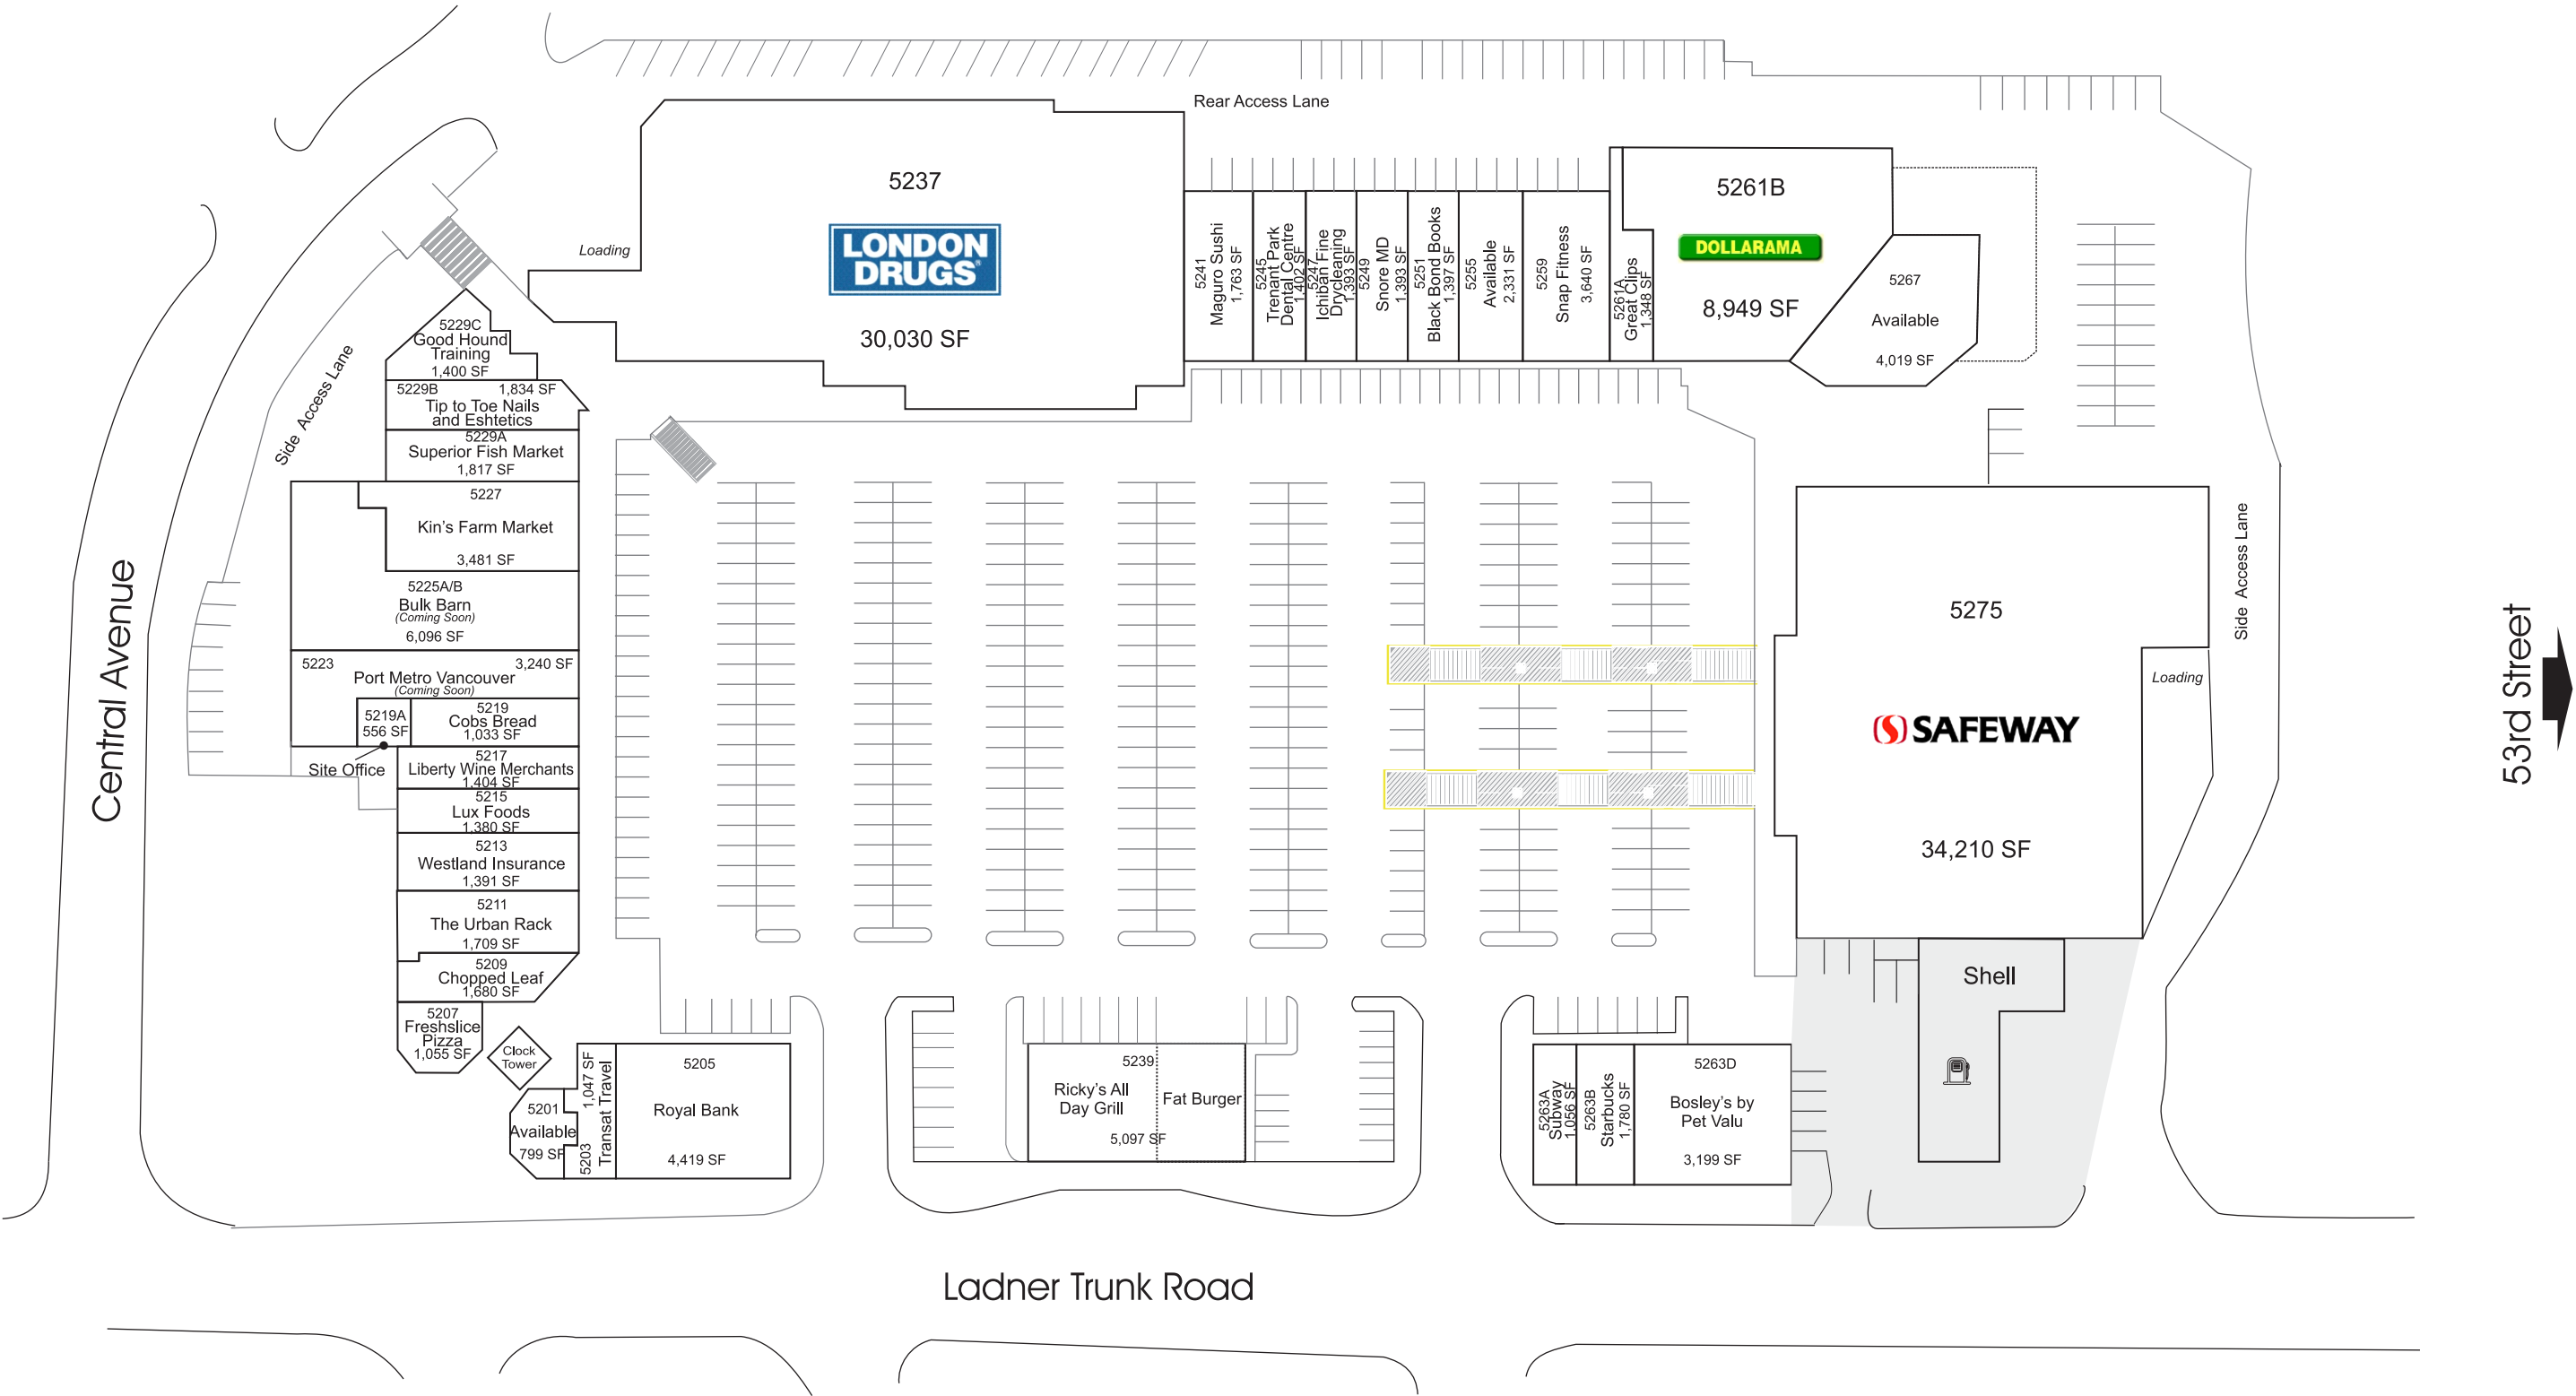 Rear Access Lane
5237
LONDON
DRUGS
30,030 SF
Loading
5241
Maguro Sushi
1,763 SF
5245
Trenant Park
Dental Centre
1,402 SF
5247
Ichiban Fine
Drycleaning
1,393 SF
5249
Snore MD
1,393 SF
5251
Black Bond Books
1,397 SF
5255
Available
2,331 SF
5259
Snap Fitness
3,640 SF
5261A
Great Clips
1,348 SF
5261B
DOLLARAMA
8,949 SF
5267
Available
4,019 SF
Side Access Lane
5229C
Good Hound
Training
1,400 SF
5229B 1,834 SF
Tip to Toe Nails
and Eshtetics
5229A
Superior Fish Market
1,817 SF
5227
Kin's Farm Market
3,481 SF
5225A/B
Bulk Barn
(Coming Soon)
6,096 SF
5223 3,240 SF
Port Metro Vancouver
(Coming Soon)
5219A
556 SF
Site Office
5219
Cobs Bread
1,033 SF
5217
Liberty Wine Merchants
1,404 SF
5215
Lux Foods
1,380 SF
5213
Westland Insurance
1,391 SF
5211
The Urban Rack
1,709 SF
5209
Chopped Leaf
1,680 SF
5207
Freshslice
Pizza
1,055 SF
Clock
Tower
5201
Available
799 SF
5203
Transat Travel
1,047 SF
5205
Royal Bank
4,419 SF
5239
Ricky's All
Day Grill
Fat Burger
5,097 SF
5263A
Subway
1,056 SF
5263B
Starbucks
1,780 SF
5263D
Bosley's by
Pet Valu
3,199 SF
5275
SAFEWAY
34,210 SF
Loading
Side Access Lane
Shell
Central Avenue
53rd Street
Ladner Trunk Road